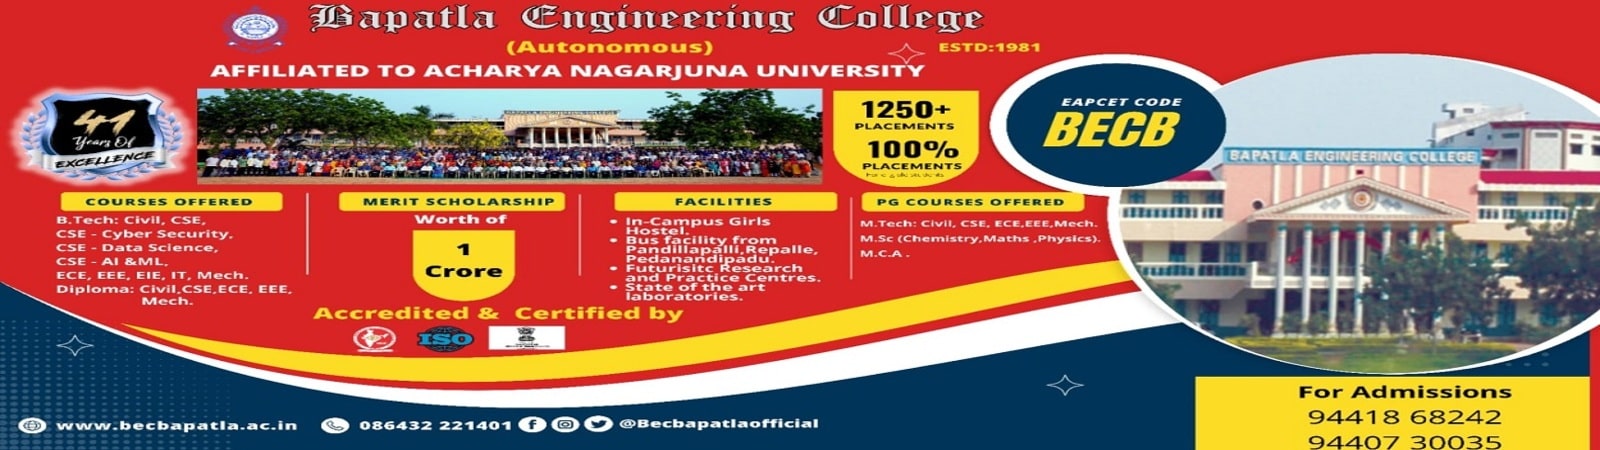 Bapatla Engineering College
(Autonomous)
ESTD:1981
AFFILIATED TO ACHARYA NAGARJUNA UNIVERSITY
41
Years Of
EXCELLENCE
BAPATLA ENGINEERING COLLEGE
1250+
PLACEMENTS
100%
PLACEMENTS
EAPCET CODE
BECB
BAPATLA ENGINEERING COLLEGE
COURSES OFFERED
B.Tech: Civil, CSE,
CSE - Cyber Security,
CSE - Data Science,
CSE - AI &ML,
ECE, EEE, EIE, IT, Mech.
Diploma: Civil,CSE,ECE, EEE,
Mech.
MERIT SCHOLARSHIP
Worth of
1
Crore
FACILITIES
• In-Campus Girls
Hostel.
• Bus facility from
Pandillapalli,Repalle,
Pedanandipadu.
• Futurisitc Research
and Practice Centres.
• State of the art
laboratories.
PG COURSES OFFERED
M.Tech: Civil, CSE, ECE,EEE,Mech.
M.Sc (Chemistry,Maths ,Physics).
M.C.A .
Accredited & Certified by
ISO
www.becbapatla.ac.in
086432 221401
@Becbapatlaofficial
For Admissions
94418 68242
94407 30035